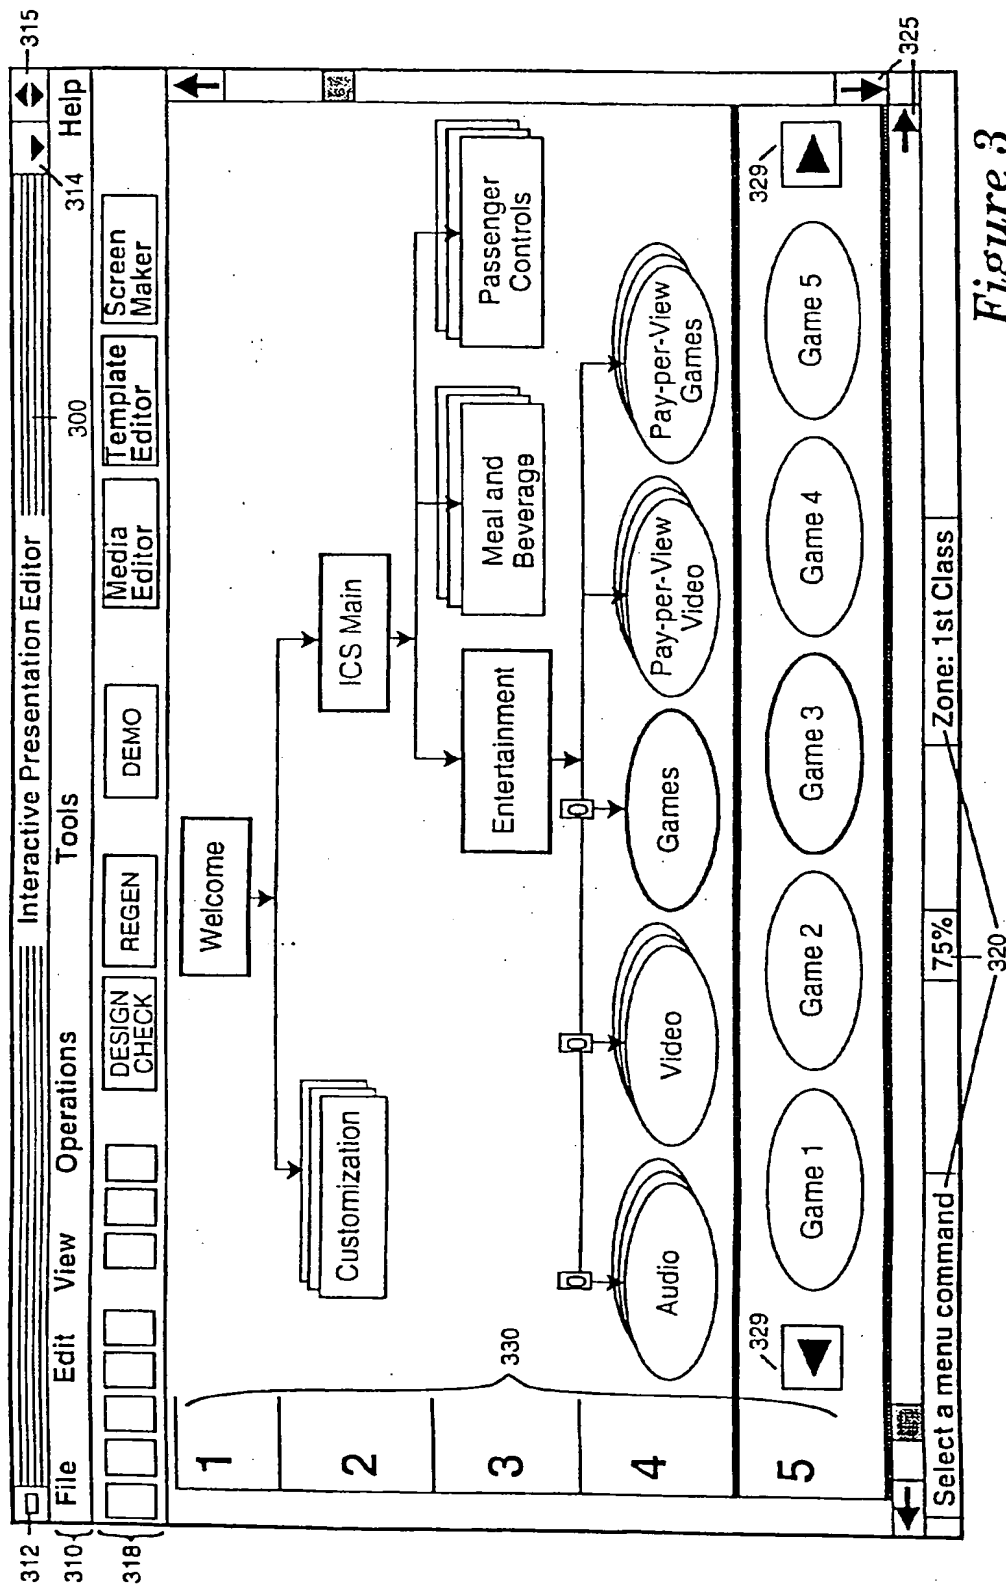 312
Interactive Presentation Editor
300
314
315
310
File Edit View Operations Tools Help
318
DESIGN
CHECK
REGEN
DEMO
Media
Editor
Template
Editor
Screen
Maker
1
Welcome
2
Customization
ICS Main
3
Entertainment
Meal and
Beverage
Passenger
Controls
330
4
0
0
0
Audio
Video
Games
Pay-per-View
Video
Pay-per-View
Games
329
329
5
Game 1
Game 2
Game 3
Game 4
Game 5
325
Select a menu command
75%
Zone: 1st Class
320
Figure 3